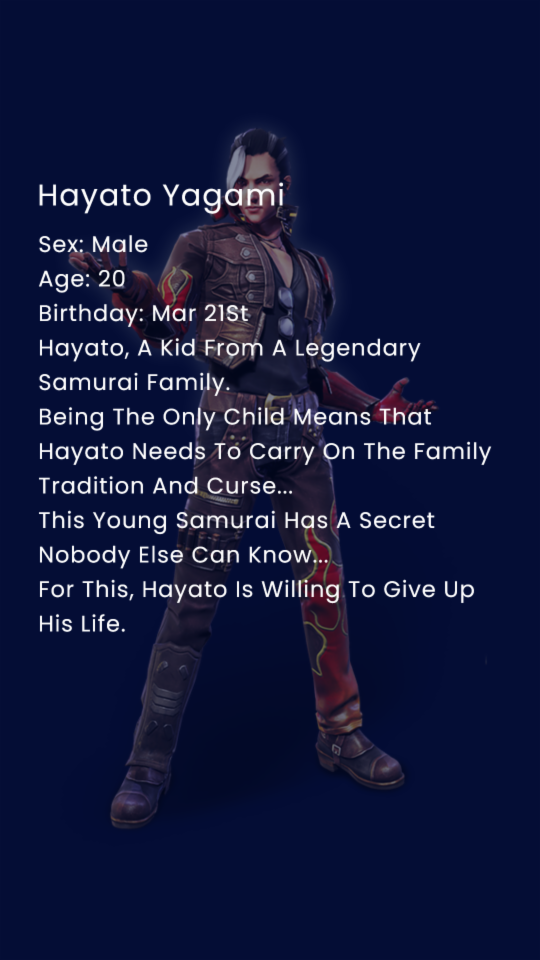 Hayato Yagami
Sex: Male
Age: 20
Birthday: Mar 21St
Hayato, A Kid From A Legendary
Samurai Family.
Being The Only Child Means That
Hayato Needs To Carry On The Family
Tradition And Curse...
This Young Samurai Has A Secret
Nobody Else Can Know...
For This, Hayato Is Willing To Give Up
His Life.